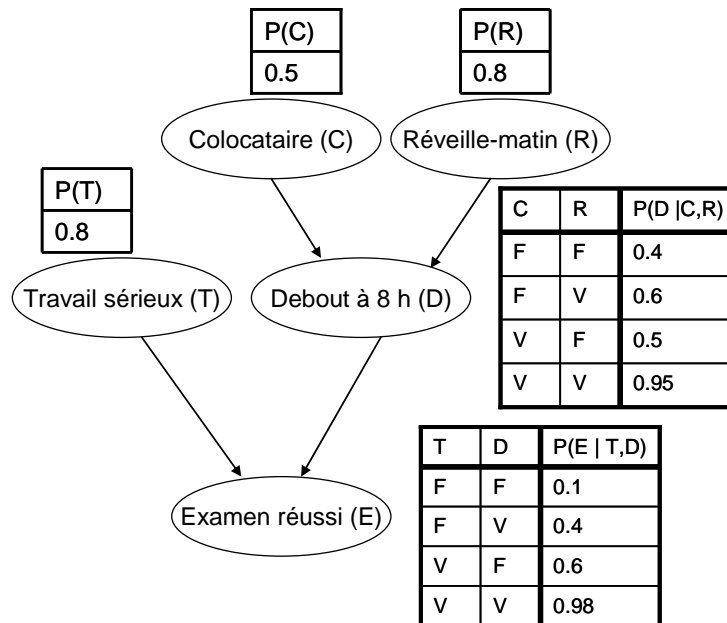 P(C)
0.5
P(R)
0.8
Colocataire (C)
Réveille-matin (R)
P(T)
0.8
Travail sérieux (T)
Debout à 8 h (D)
C R P(D |C,R)
F F 0.4
F V 0.6
V F 0.5
V V 0.95
Examen réussi (E)
T D P(E | T,D)
F F 0.1
F V 0.4
V F 0.6
V V 0.98